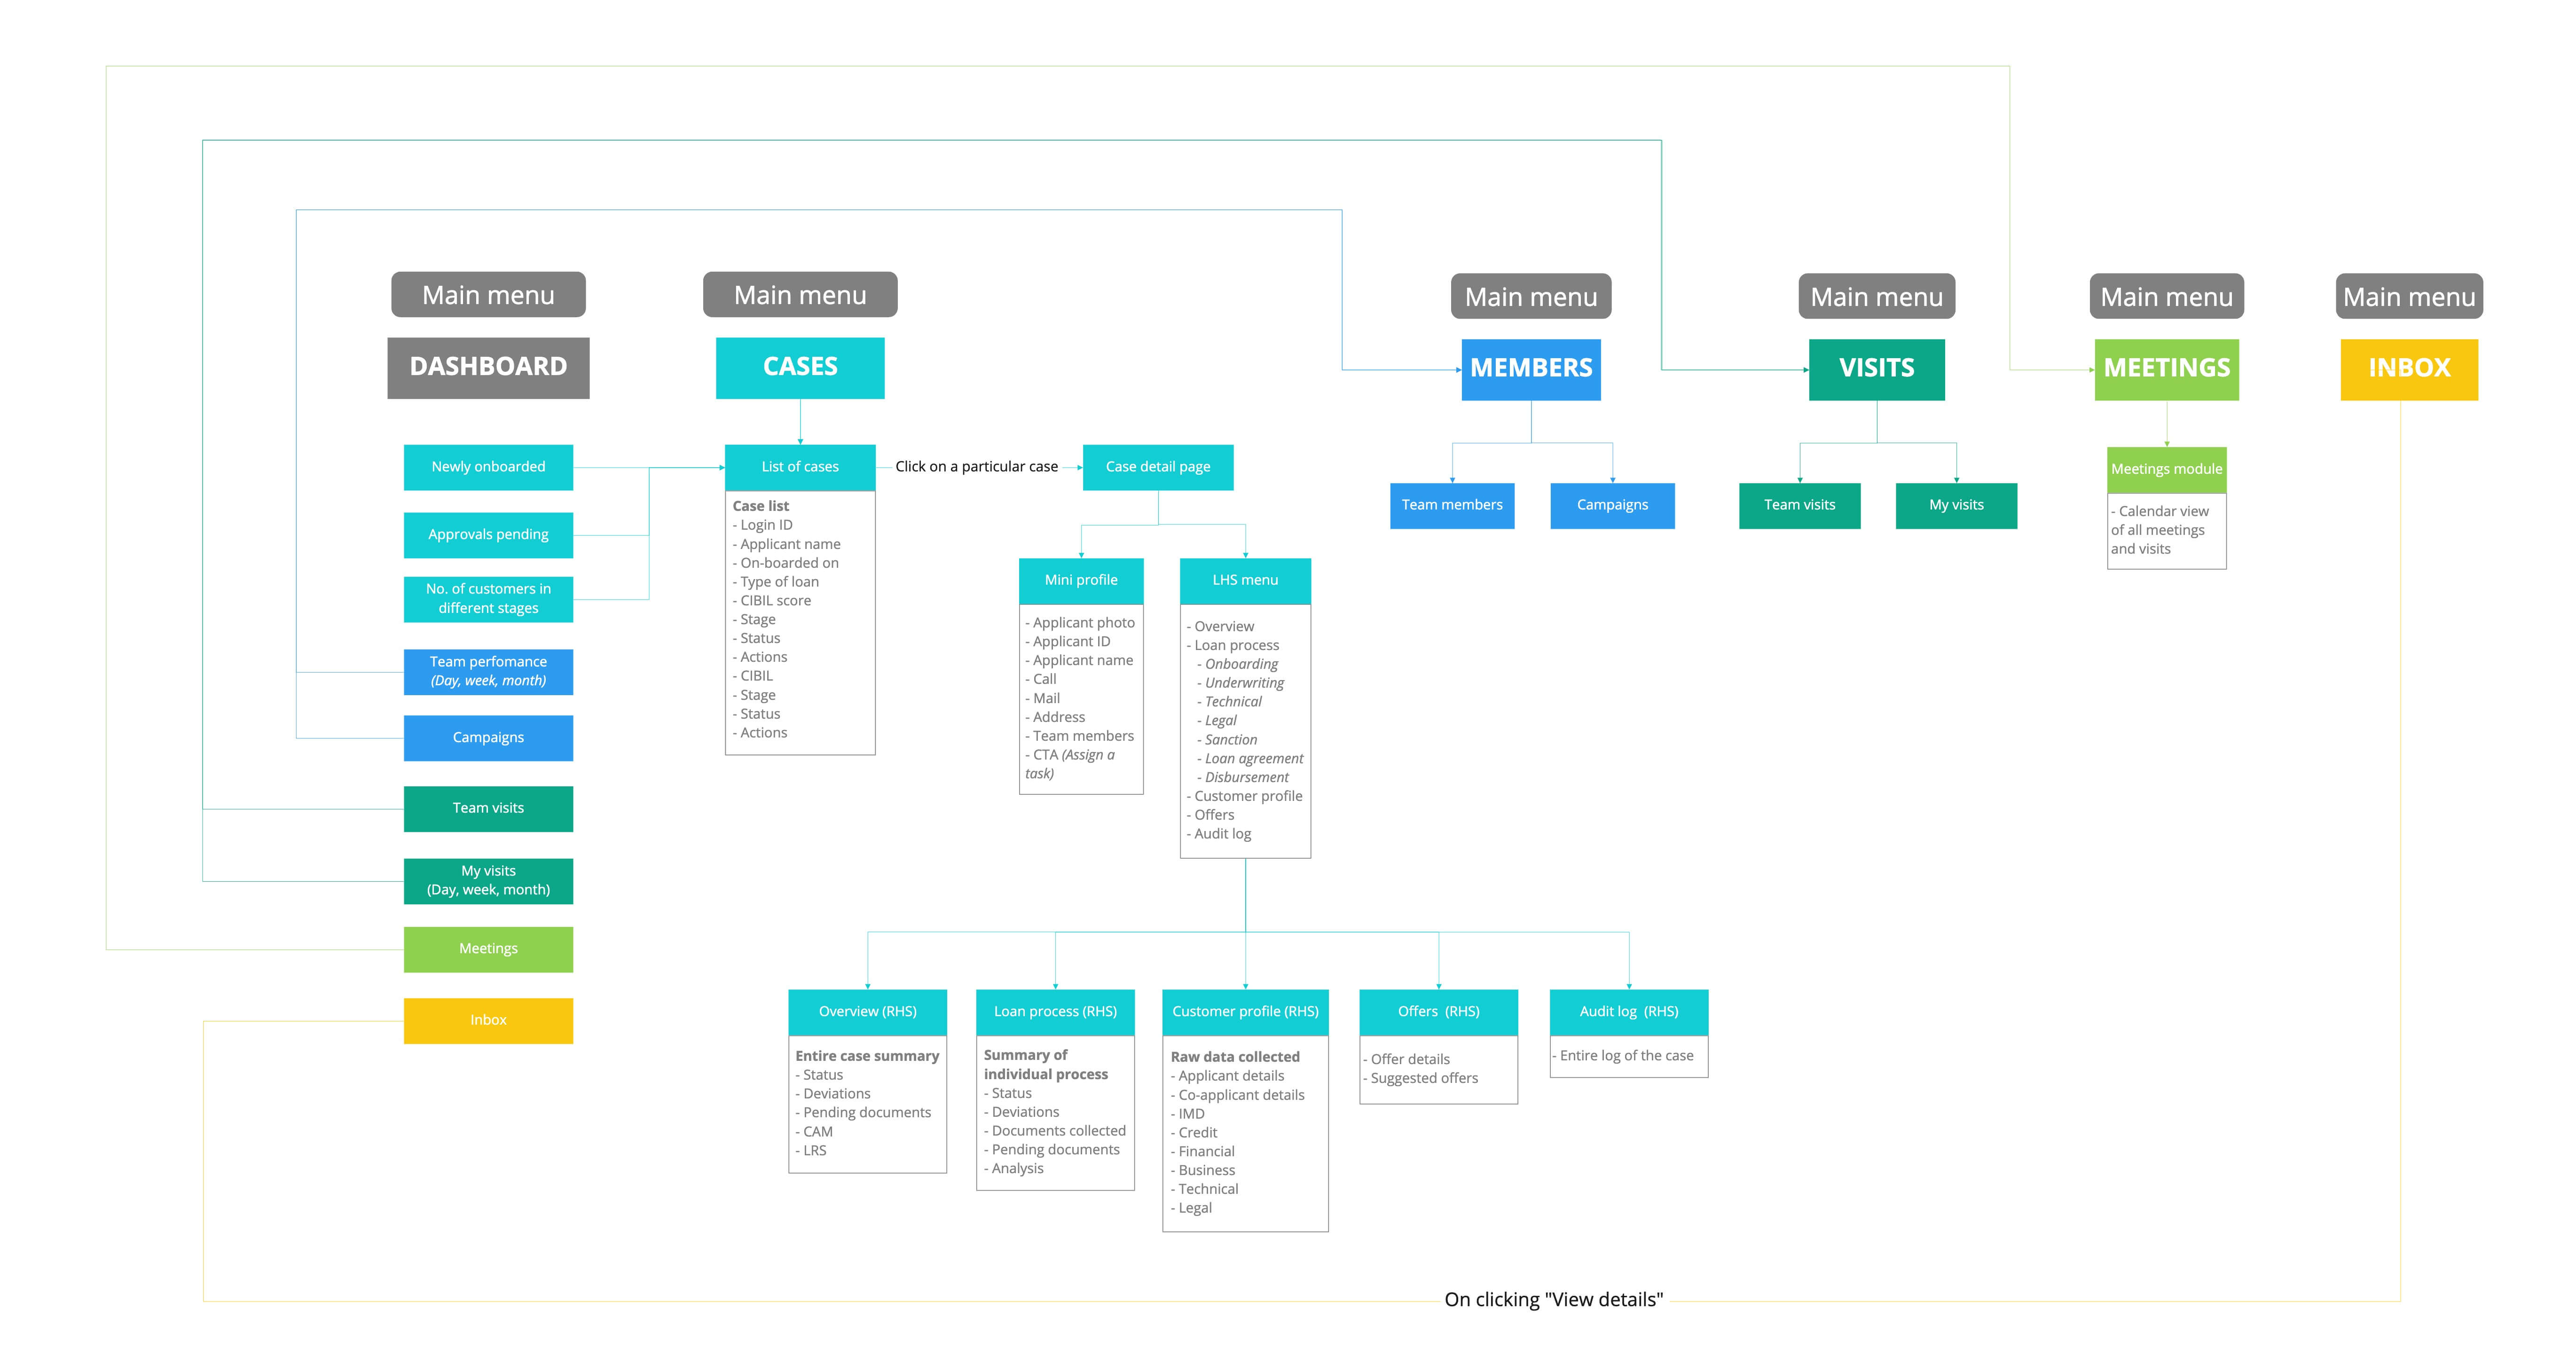 Main menu
DASHBOARD
Newly onboarded
Approvals pending
No. of customers in
different stages
Team perfomance
(Day, week, month)
Campaigns
Team visits
My visits
(Day, week, month)
Meetings
Inbox
Main menu
CASES
List of cases
Case list
- Login ID
- Applicant name
- On-boarded on
- Type of loan
- CIBIL score
- Stage
- Status
- Actions
- CIBIL
- Stage
- Status
- Actions
Click on a particular case
Case detail page
Mini profile
- Applicant photo
- Applicant ID
- Applicant name
- Call
- Mail
- Address
- Team members
- CTA (Assign a
task)
LHS menu
- Overview
- Loan process
- Onboarding
- Underwriting
- Technical
- Legal
- Sanction
- Loan agreement
- Disbursement
- Customer profile
- Offers
- Audit log
Overview (RHS)
Entire case summary
- Status
- Deviations
- Pending documents
- CAM
- LRS
Loan process (RHS)
Summary of
individual process
- Status
- Deviations
- Documents collected
- Pending documents
- Analysis
Customer profile (RHS)
Raw data collected
- Applicant details
- Co-applicant details
- IMD
- Credit
- Financial
- Business
- Technical
- Legal
Offers (RHS)
- Offer details
- Suggested offers
Audit log (RHS)
- Entire log of the case
Main menu
MEMBERS
Team members
Campaigns
Main menu
VISITS
Team visits
My visits
Main menu
MEETINGS
Meetings module
- Calendar view
of all meetings
and visits
Main menu
INBOX
On clicking "View details"